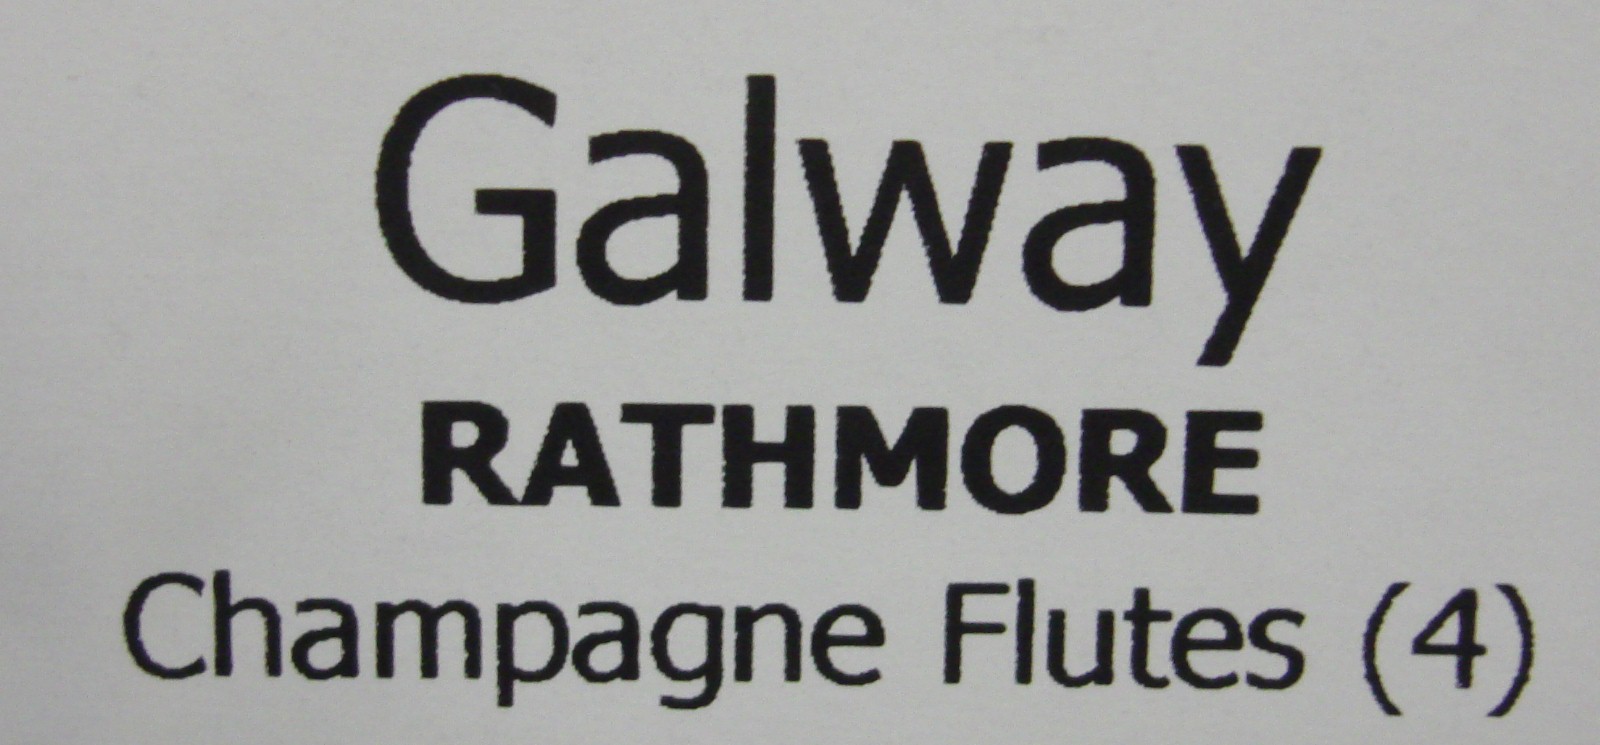 Galway
RATHMORE
Champagne Flutes (4)